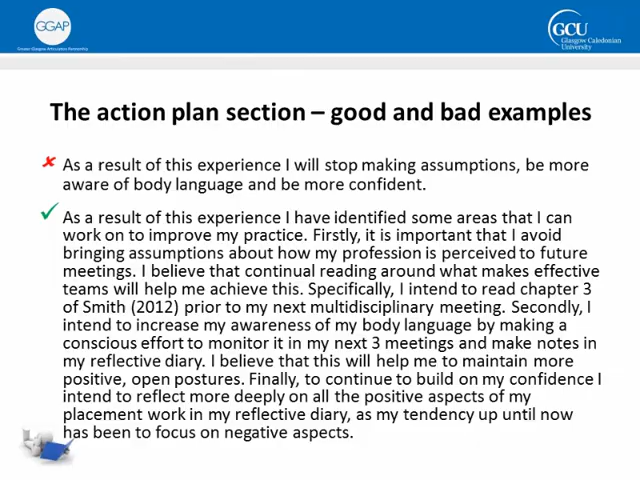 GGAP
Greater Glasgow Articulation Partnership
GCU
Glasgow Caledonian
University
The action plan section – good and bad examples
✘ As a result of this experience I will stop making assumptions, be more
aware of body language and be more confident.
✓ As a result of this experience I have identified some areas that I can
work on to improve my practice. Firstly, it is important that I avoid
bringing assumptions about how my profession is perceived to future
meetings. I believe that continual reading around what makes effective
teams will help me achieve this. Specifically, I intend to read chapter 3
of Smith (2012) prior to my next multidisciplinary meeting. Secondly, I
intend to increase my awareness of my body language by making a
conscious effort to monitor it in my next 3 meetings and make notes in
my reflective diary. I believe that this will help me to maintain more
positive, open postures. Finally, to continue to build on my confidence I
intend to reflect more deeply on all the positive aspects of my
placement work in my reflective diary, as my tendency up until now
has been to focus on negative aspects.